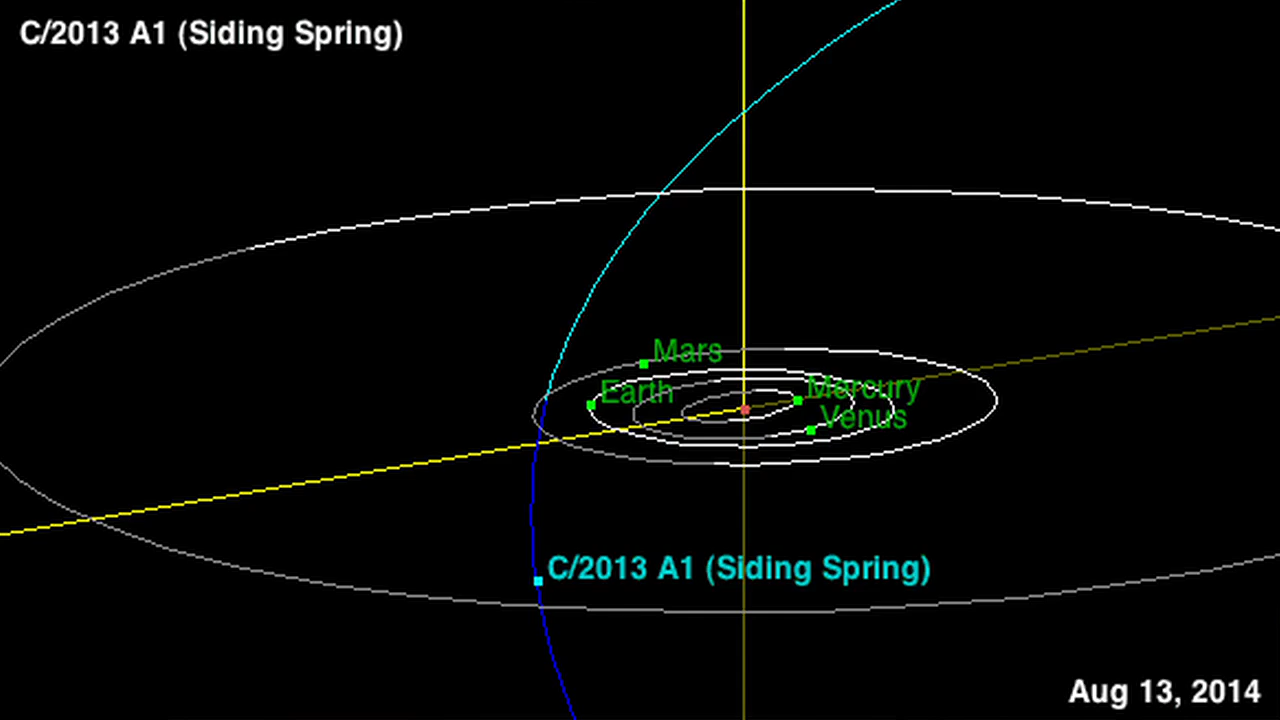 C/2013 A1 (Siding Spring)
Mars
Earth
Mercury
Venus
C/2013 A1 (Siding Spring)
Aug 13, 2014